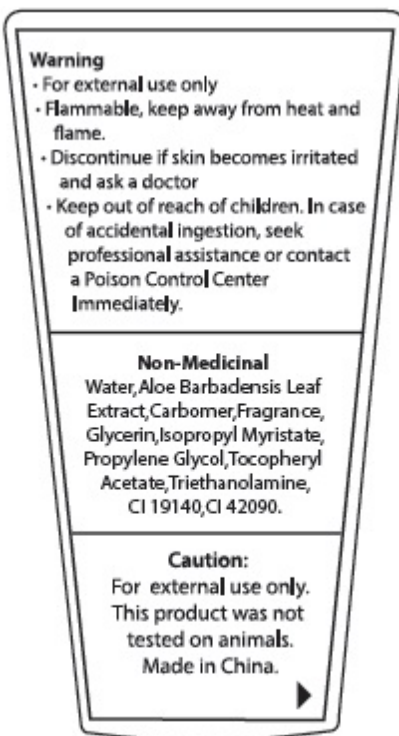 Warning
· For external use only
· Flammable, keep away from heat and
flame.
· Discontinue if skin becomes irritated
and ask a doctor
· Keep out of reach of children. In case
of accidental ingestion, seek
professional assistance or contact
a Poison Control Center
Immediately.
Non-Medicinal
Water,Aloe Barbadensis Leaf
Extract,Carbomer,Fragrance,
Glycerin,Isopropyl Myristate,
Propylene Glycol,Tocopheryl
Acetate,Triethanolamine,
CI 19140,CI 42090.
Caution:
For external use only.
This product was not
tested on animals.
Made in China.